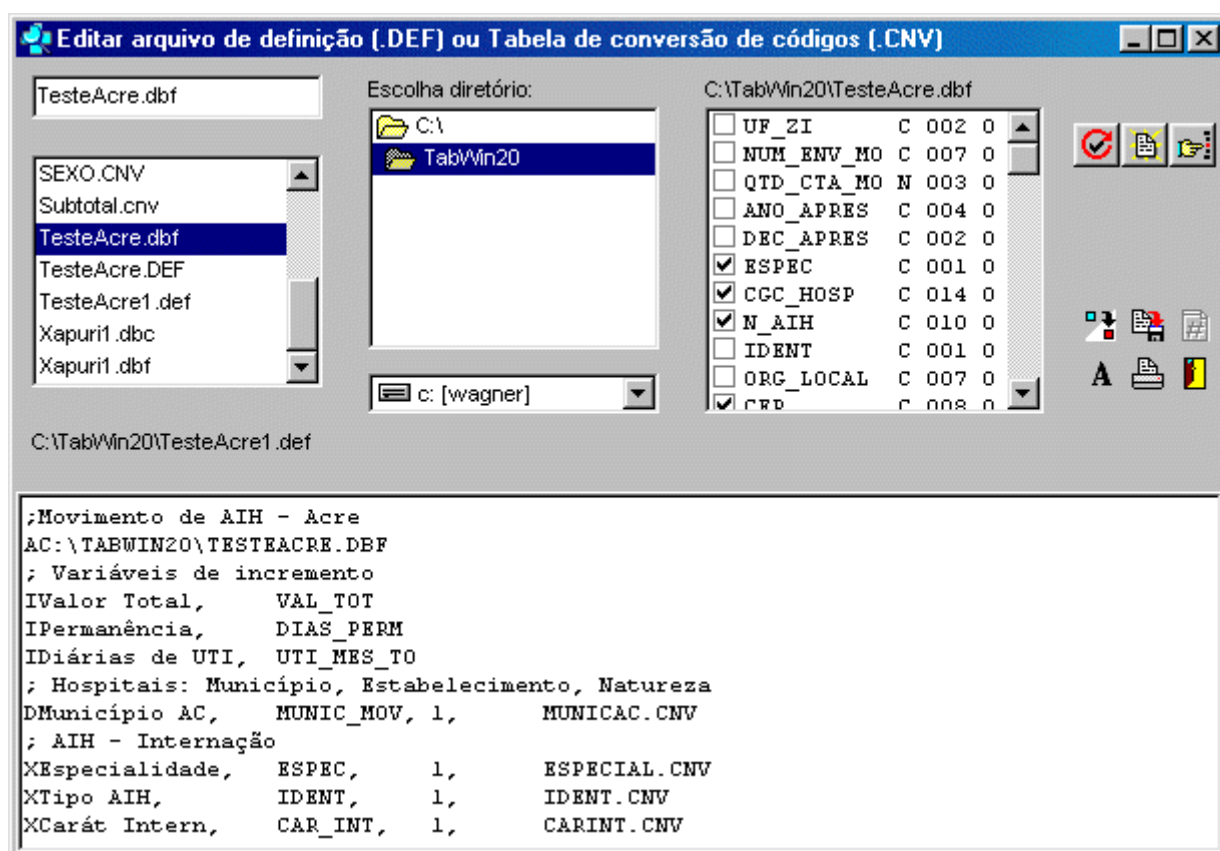 Editar arquivo de definição (.DEF) ou Tabela de conversão de códigos (.CNV)
TesteAcre.dbf
SEXO.CNV
Subtotal.cnv
TesteAcre.dbf
TesteAcre.DEF
TesteAcre1.def
Xapuri1.dbc
Xapuri1.dbf
Escolha diretório:
C:\
TabWin20
c: [wagner]
C:\TabWin20\TesteAcre.dbf
UF_ZI C 002 0
NUM_ENV_MO C 007 0
QTD_CTA_MO N 003 0
ANO_APRES C 004 0
DEC_APRES C 002 0
ESPEC C 001 0
CGC_HOSP C 014 0
N_AIH C 010 0
IDENT C 001 0
ORG_LOCAL C 007 0
CEP C 008 0
A
C:\TabWin20\TesteAcre1.def
;Movimento de AIH - Acre
AC:\TABWIN20\TESTEACRE.DBF
; Variáveis de incremento
IValor Total, VAL_TOT
IPermanência, DIAS_PERM
IDiárias de UTI, UTI_MES_TO
; Hospitais: Município, Estabelecimento, Natureza
DMunicípio AC, MUNIC_MOV, 1, MUNICAC.CNV
; AIH - Internação
XEspecialidade, ESPEC, 1, ESPECIAL.CNV
XTipo AIH, IDENT, 1, IDENT.CNV
XCarát Intern, CAR_INT, 1, CARINT.CNV